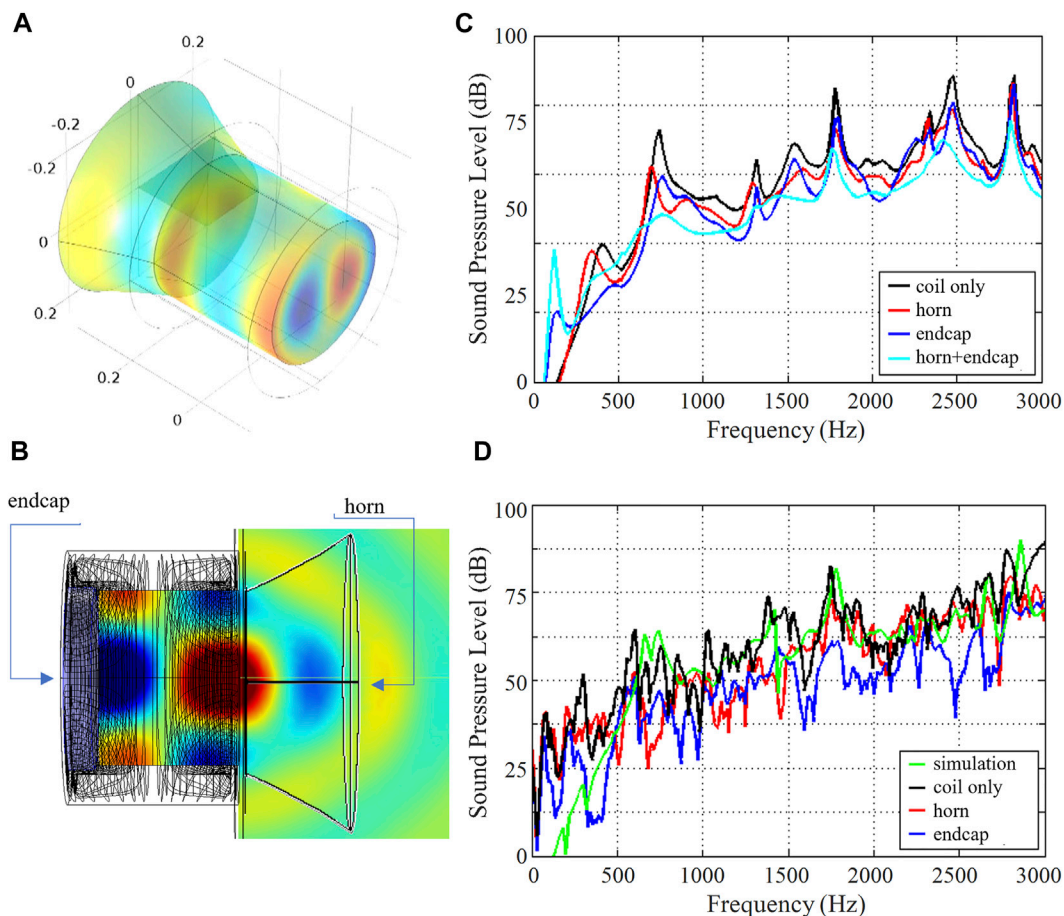 A
0.2
0
-0.2
-0.2
0
0.2
0.2
0
B
endcap
horn
C
100
75
50
25
0
Sound Pressure Level (dB)
coil only
horn
endcap
horn+endcap
0 500 1000 1500 2000 2500 3000
Frequency (Hz)
D
100
75
50
25
0
Sound Pressure Level (dB)
simulation
coil only
horn
endcap
0 500 1000 1500 2000 2500 3000
Frequency (Hz)